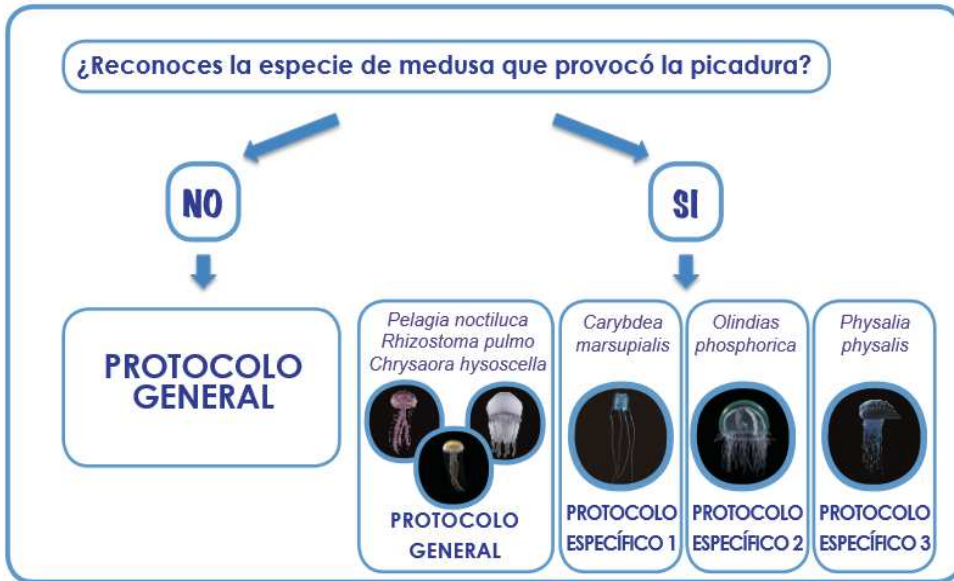 ¿Reconoces la especie de medusa que provocó la picadura?
NO
SI
PROTOCOLO
GENERAL
Pelagia noctiluca
Rhizostoma pulmo
Chrysaora hysoscella
PROTOCOLO
GENERAL
Carybdea
marsupialis
PROTOCOLO
ESPECÍFICO 1
Olindias
phosphorica
PROTOCOLO
ESPECÍFICO 2
Physalia
physalis
PROTOCOLO
ESPECÍFICO 3